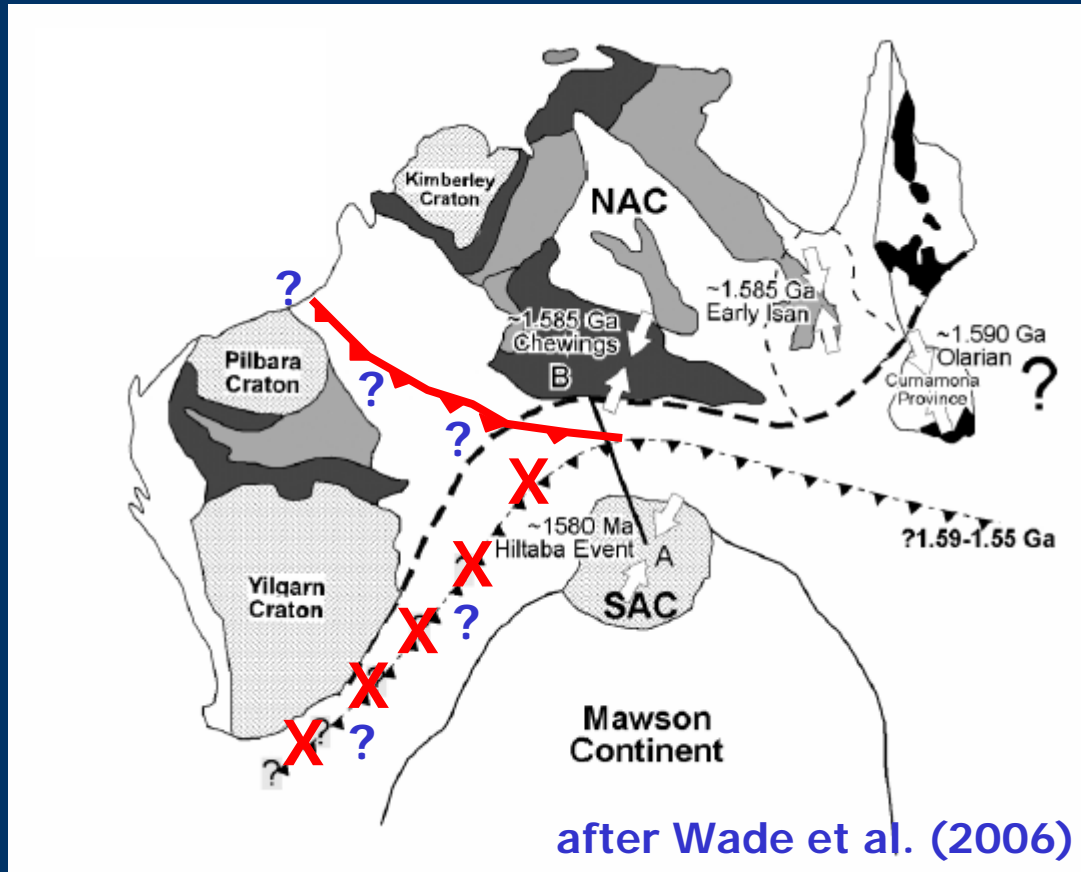 Kimberley
Craton
NAC
?
~1.585 Ga
Early Isan
~1.585 Ga
Chewings
~1.590 Ga
Olarian
?
Curnamona
Province
Pilbara
Craton
B
?
?
X
?1.59-1.55 Ga
~1580 Ma
Hiltaba Event
A
X
SAC
Yilgarn
Craton
X
?
X
?
X
?
?
?
Mawson
Continent
after Wade et al. (2006)